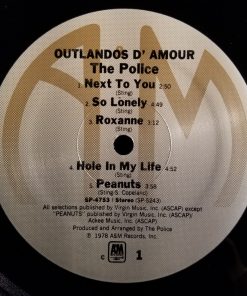 OUTLANDOS D' AMOUR
The Police
1. Next To You 2:50
(Sting)
2. So Lonely 4:49
(Sting)
3. Roxanne 3:12
(Sting)
4. Hole In My Life 4:52
(Sting)
5. Peanuts 3:58
(Sting & S. Copeland)
SP-4753 | Stereo (SP-5243)
All selections published by Virgin Music, Inc. (ASCAP) except
"PEANUTS" published by Virgin Music, Inc. (ASCAP)/
Ackee Music, Inc. (ASCAP)
Produced and Arranged by The Police
℗ © 1978 A&M Records, Inc.
C A&M 1